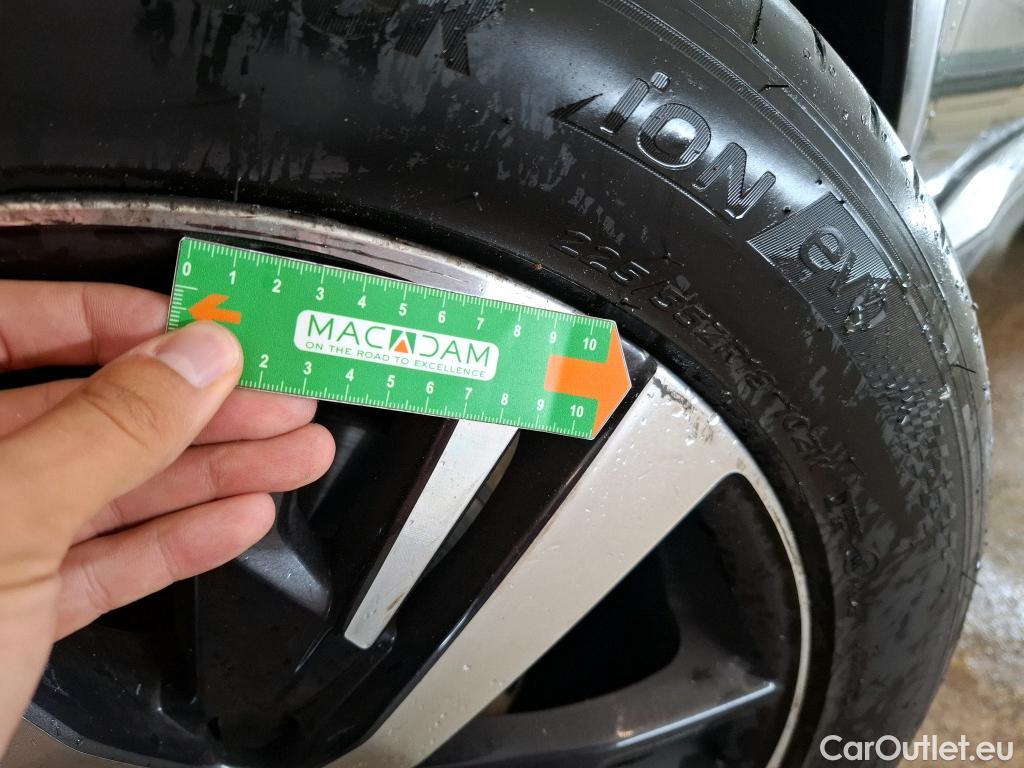 iON
evo
0 1 2 3 4 5 6 7 8 9 10
MACADAM
ON THE ROAD TO EXCELLENCE
2 3 4 5 6 7 8 9 10
CarOutlet.eu